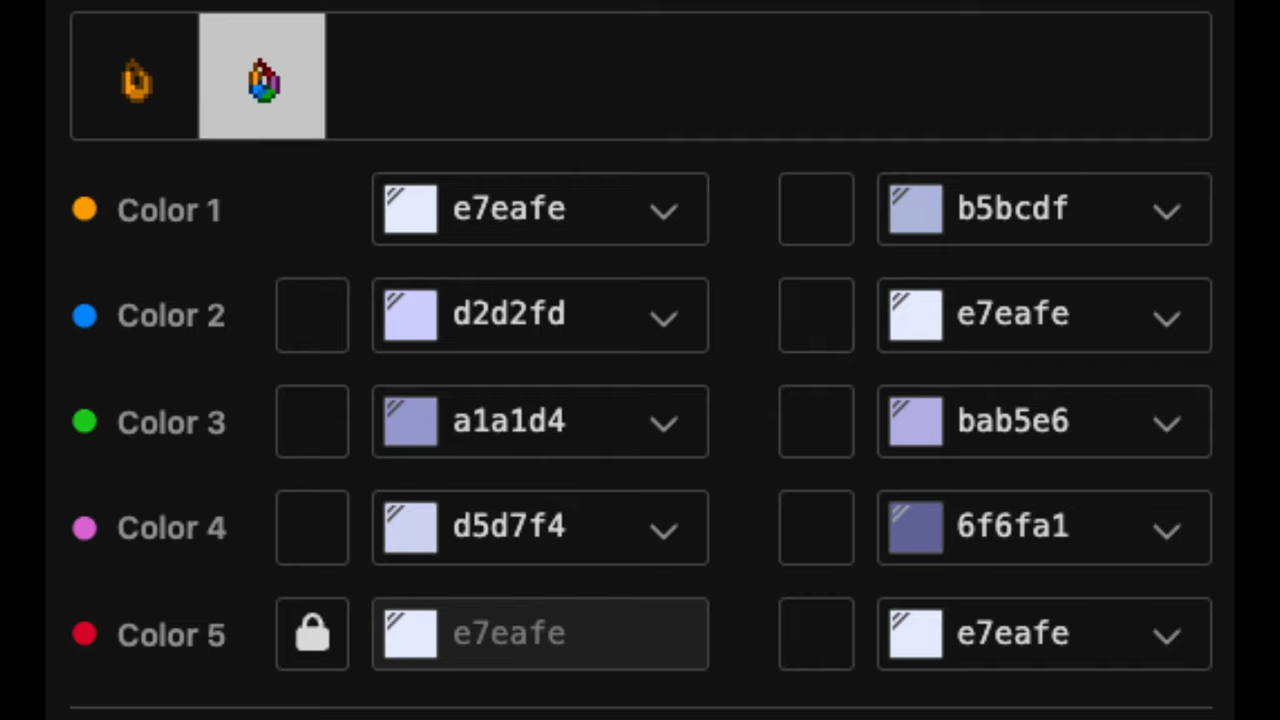 Color 1 e7eafe b5bcdf
Color 2 d2d2fd e7eafe
Color 3 a1a1d4 bab5e6
Color 4 d5d7f4 6f6fa1
Color 5 e7eafe e7eafe